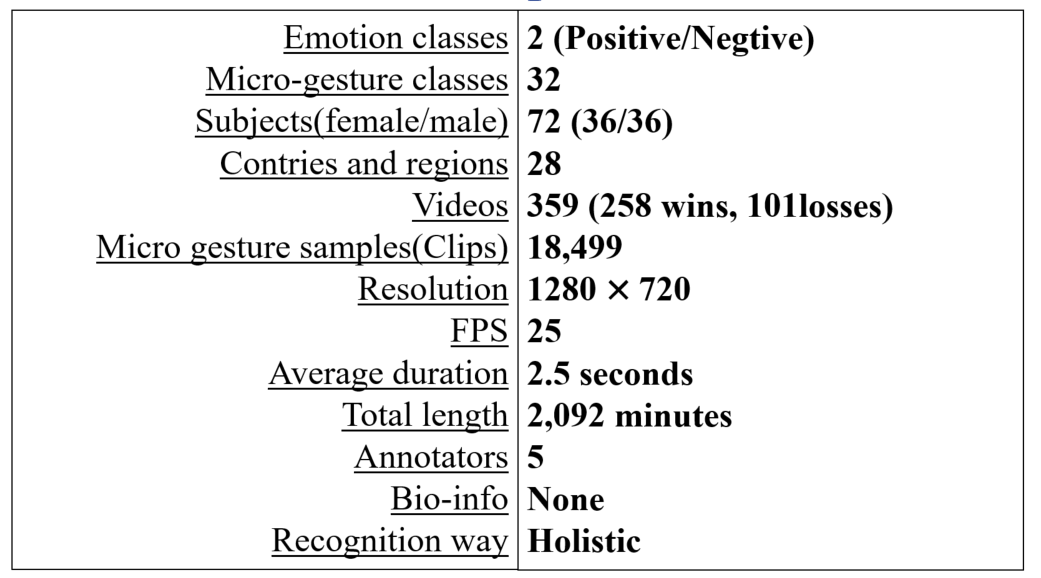 Emotion classes 2 (Positive/Negtive)
Micro-gesture classes 32
Subjects(female/male) 72 (36/36)
Contries and regions 28
Videos 359 (258 wins, 101losses)
Micro gesture samples(Clips) 18,499
Resolution 1280 × 720
FPS 25
Average duration 2.5 seconds
Total length 2,092 minutes
Annotators 5
Bio-info None
Recognition way Holistic